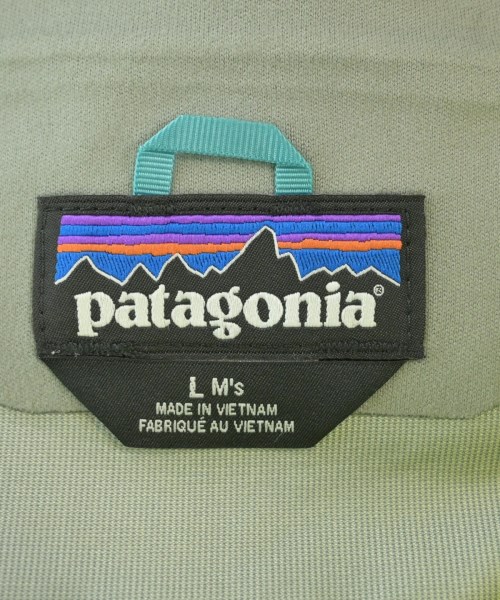 patagonia®
L M's
MADE IN VIETNAM
FABRIQUÉ AU VIETNAM